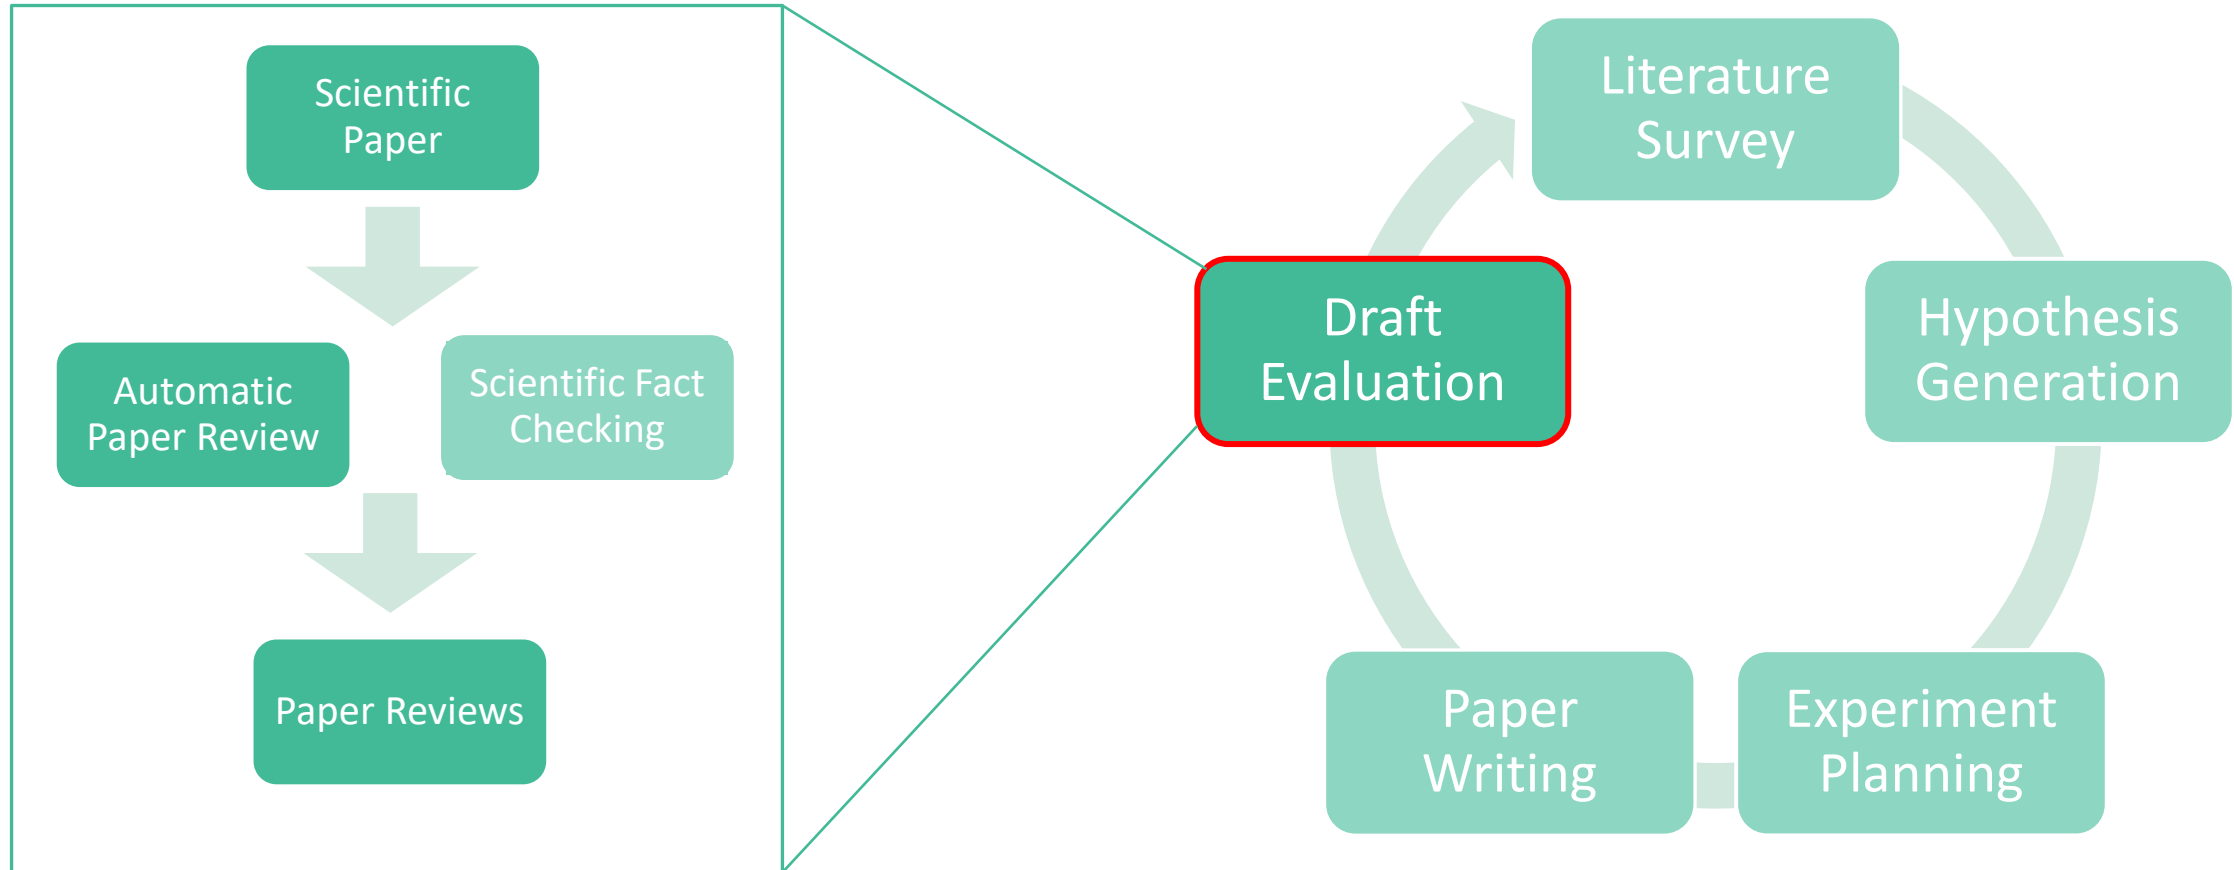 Scientific
Paper
Automatic
Paper Review
Scientific Fact
Checking
Paper Reviews
Literature
Survey
Hypothesis
Generation
Experiment
Planning
Paper
Writing
Draft
Evaluation